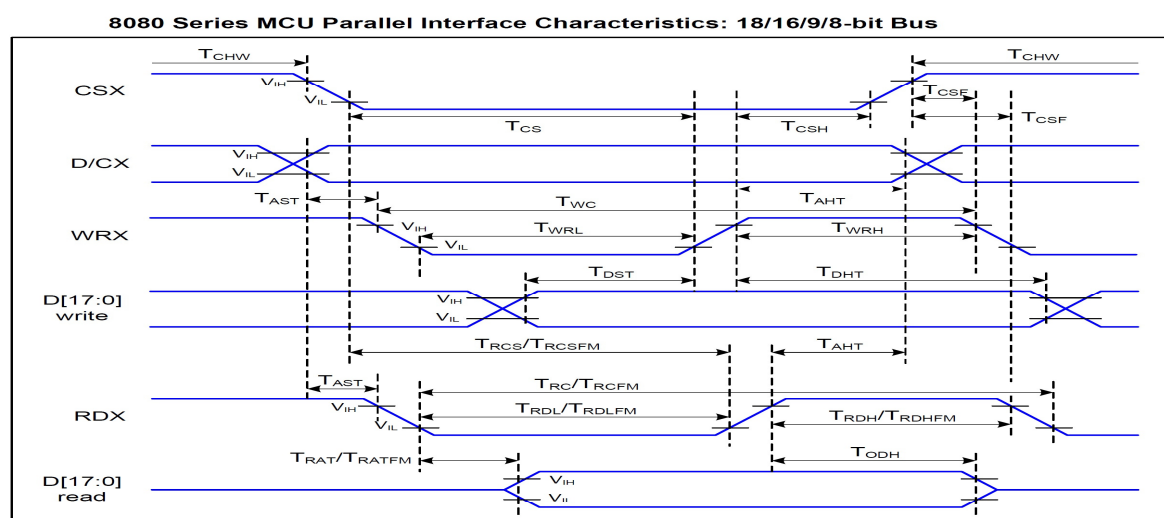 8080 Series MCU Parallel Interface Characteristics: 18/16/9/8-bit Bus
TCHW TCHW
CSX VIH VIL TCSF
TCS TCSH TCSF
D/CX VIH VIL
TAST TWC TAHT
WRX VIH VIL TWRL TWRH
TDST TDHT
D[17:0] VIH
write VIL
TRCS/TRCSFM TAHT
TAST TRC/TRCFM
RDX VIH VIL TRDL/TRDLFM TRDH/TRDHFM
TRAT/TRATFM TODH
D[17:0] VIH
read VIl